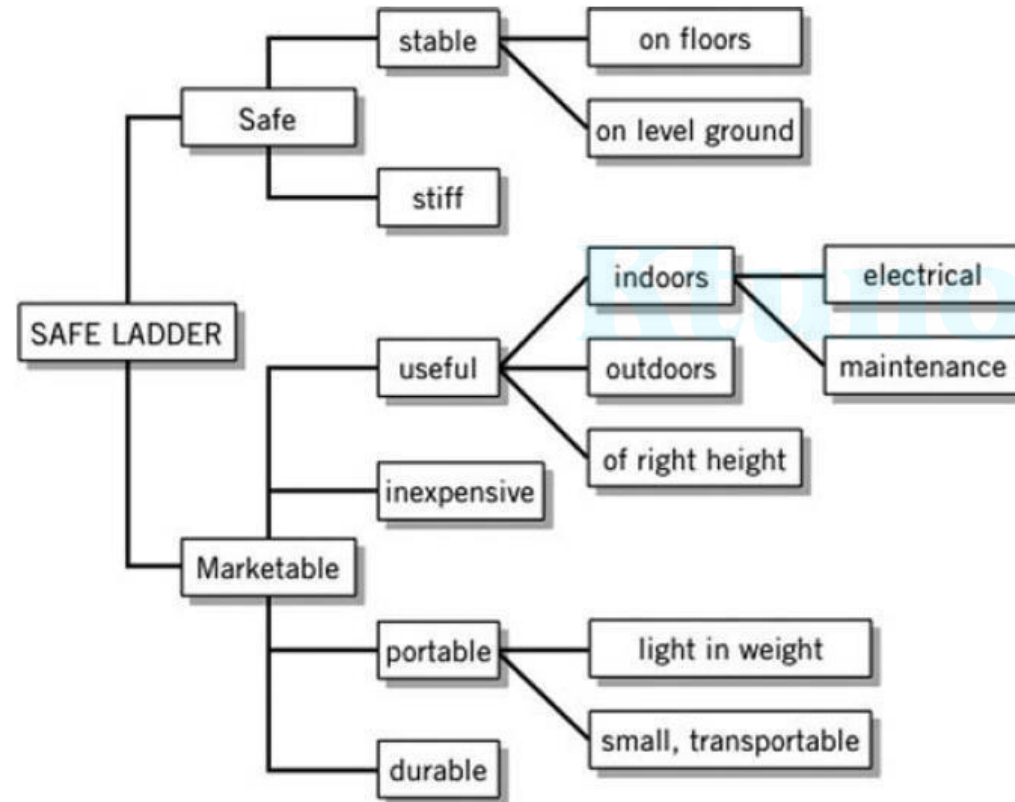 stable
on floors
Safe
on level ground
stiff
indoors
electrical
SAFE LADDER
useful
outdoors
maintenance
of right height
inexpensive
Marketable
portable
light in weight
small, transportable
durable